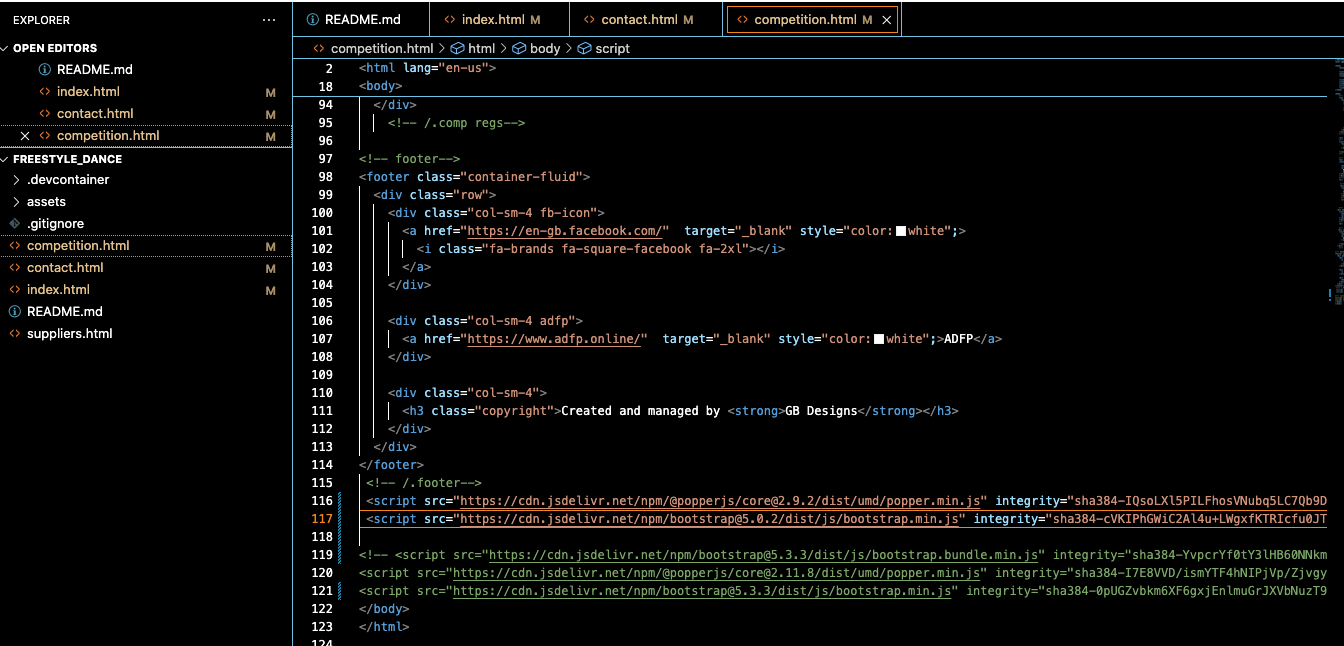 EXPLORER
OPEN EDITORS
README.md
index.html M
contact.html M
competition.html M
FREESTYLE_DANCE
.devcontainer
assets
.gitignore
competition.html M
contact.html M
index.html M
README.md
suppliers.html
README.md index.html M contact.html M competition.html M
competition.html > html > body > script
2 <html lang="en-us">
18 <body>
94 </div>
95 <!-- /.comp regs-->
96
97 <!-- footer-->
98 <footer class="container-fluid">
99 <div class="row">
100 <div class="col-sm-4 fb-icon">
101 <a href="https://en-gb.facebook.com/"  target="_blank" style="color:white";>
102 <i class="fa-brands fa-square-facebook fa-2xl"></i>
103 </a>
104 </div>
105
106 <div class="col-sm-4 adfp">
107 <a href="https://www.adfp.online/"  target="_blank" style="color:white";>ADFP</a>
108 </div>
109
110 <div class="col-sm-4">
111 <h3 class="copyright">Created and managed by <strong>GB Designs</strong></h3>
112 </div>
113 </div>
114 </footer>
115 <!-- /.footer-->
116 <script src="https://cdn.jsdelivr.net/npm/@popperjs/core@2.9.2/dist/umd/popper.min.js" integrity="sha384-IQsoLXl5PILFhosVNubq5LC7Qb9D
117 <script src="https://cdn.jsdelivr.net/npm/bootstrap@5.0.2/dist/js/bootstrap.min.js" integrity="sha384-cVKIPhGWiC2Al4u+LWgxfKTRIcfu0JT
118
119 <!-- <script src="https://cdn.jsdelivr.net/npm/bootstrap@5.3.3/dist/js/bootstrap.bundle.min.js" integrity="sha384-YvpcrYf0tY3lHB60NNkm
120 <script src="https://cdn.jsdelivr.net/npm/@popperjs/core@2.11.8/dist/umd/popper.min.js" integrity="sha384-I7E8VVD/ismYTF4hNIPjVp/Zjvgy
121 <script src="https://cdn.jsdelivr.net/npm/bootstrap@5.3.3/dist/js/bootstrap.min.js" integrity="sha384-0pUGZvbkm6XF6gxjEnlmuGrJXVbNuzT9
122 </body>
123 </html>
124